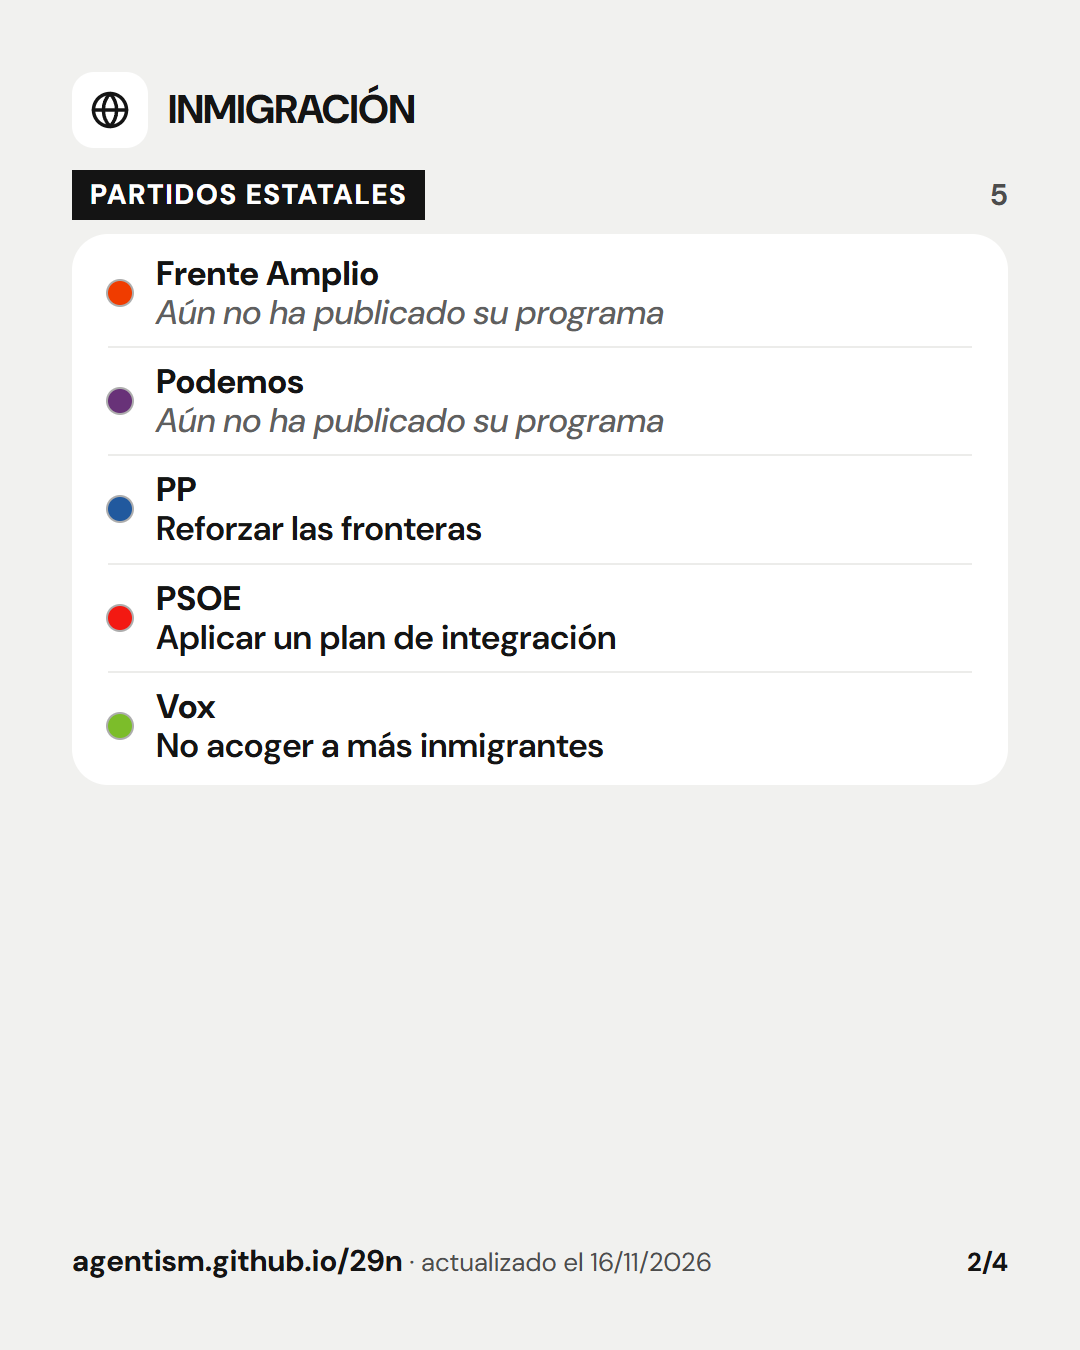 INMIGRACIÓN
PARTIDOS ESTATALES
5
Frente Amplio
Aún no ha publicado su programa
Podemos
Aún no ha publicado su programa
PP
Reforzar las fronteras
PSOE
Aplicar un plan de integración
Vox
No acoger a más inmigrantes
agentism.github.io/29n · actualizado el 16/11/2026
2/4